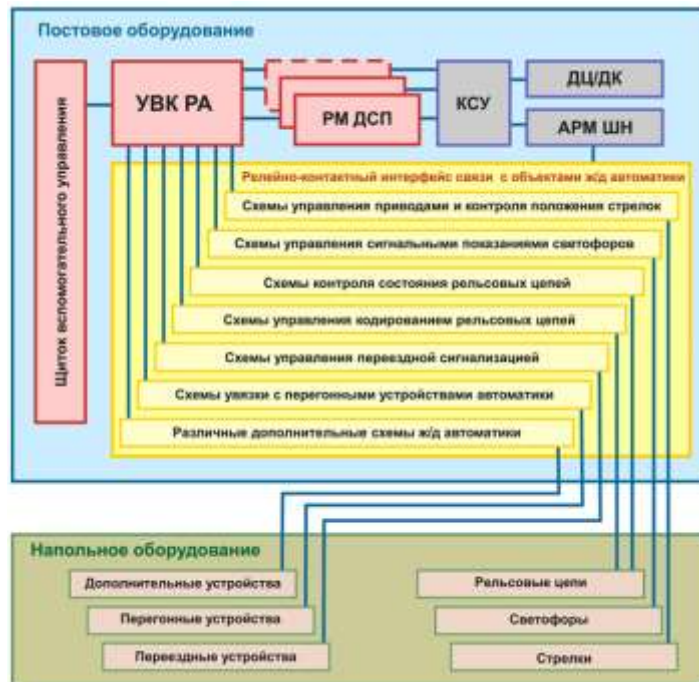 Постовое оборудование
Щиток вспомогательного управления
УВК РА
РМ ДСП
КСУ
ДЦ/ДК
АРМ ШН
Релейно-контактный интерфейс связи с объектами ж/д автоматики
Схемы управления приводами и контроля положения стрелок
Схемы управления сигнальными показаниями светофоров
Схемы контроля состояния рельсовых цепей
Схемы управления кодированием рельсовых цепей
Схемы управления переездной сигнализацией
Схемы увязки с перегонными устройствами автоматики
Различные дополнительные схемы ж/д автоматики
Напольное оборудование
Дополнительные устройства
Перегонные устройства
Переездные устройства
Рельсовые цепи
Светофоры
Стрелки